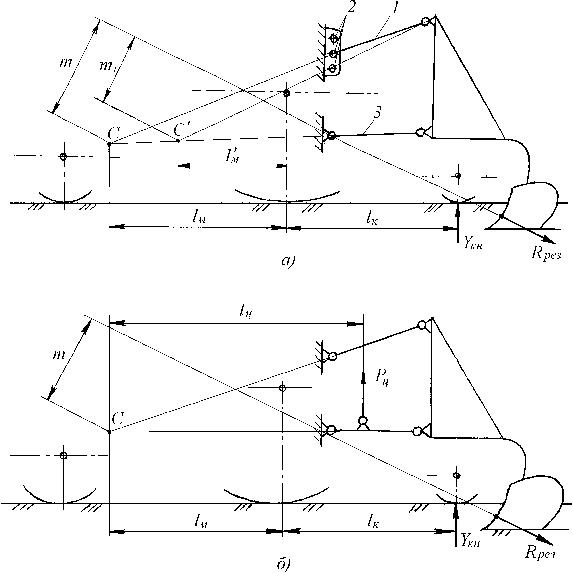 2
1
m
m₁
C
C'
3
l'м
lм
lк
Yкн
Rрез
а)
lц
m
Pц
C
lм
lк
Yкн
Rрез
б)